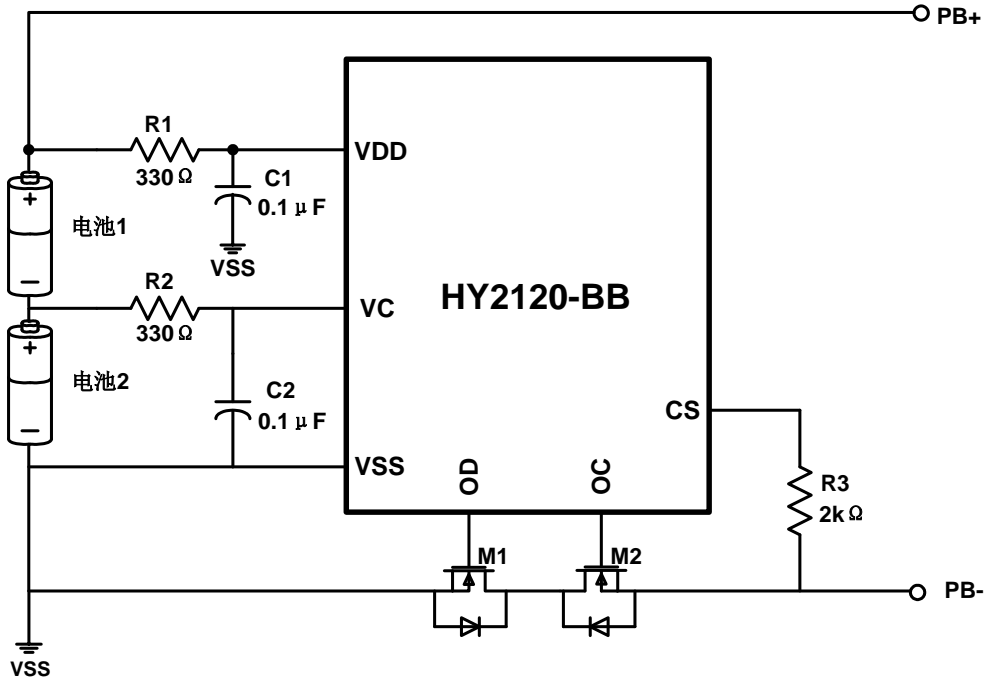 PB+
R1
330Ω
VDD
C1
0.1μF
VSS
电池1
R2
330Ω
VC
HY2120-BB
电池2
C2
0.1μF
CS
VSS
OD
OC
R3
2kΩ
M1
M2
PB-
VSS